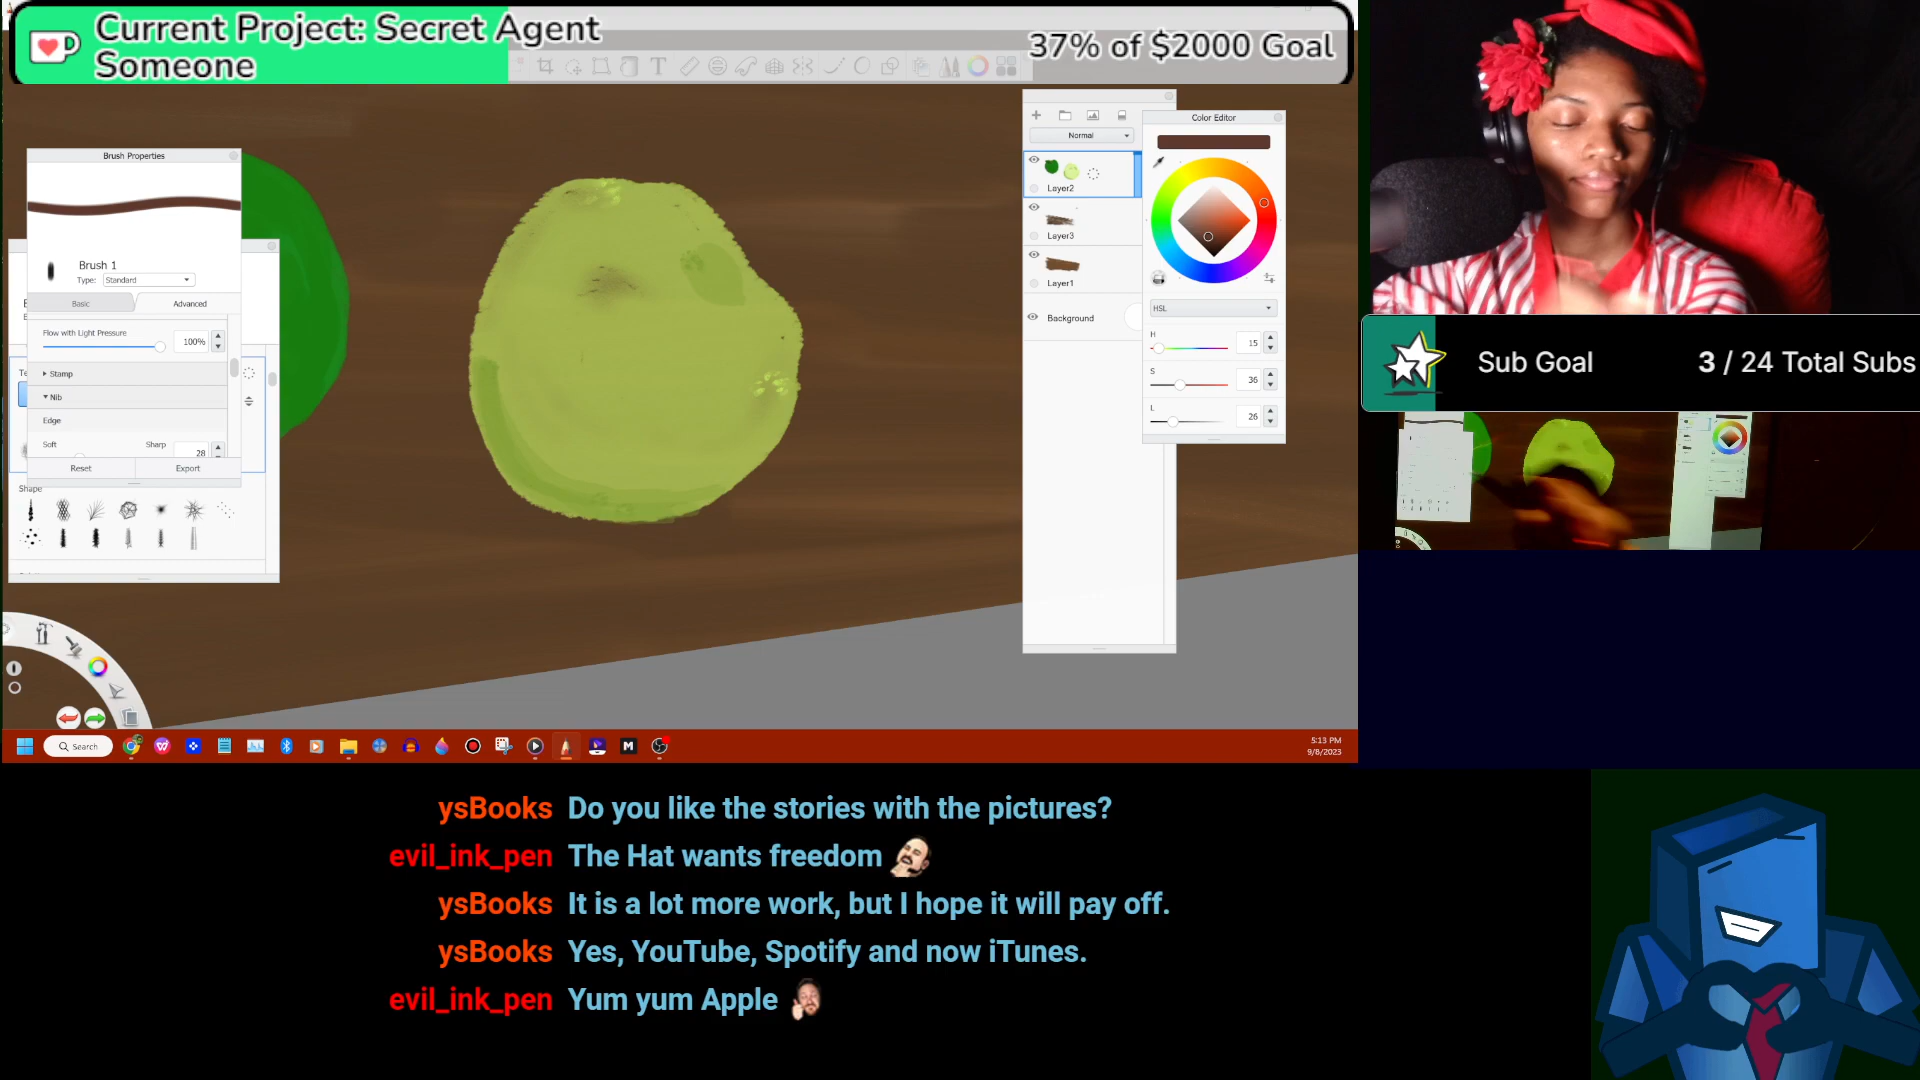 Current Project: Secret Agent
Someone
37% of $2000 Goal
Brush Properties
Brush 1
Type: Standard
Basic
Advanced
Flow with Light Pressure
100%
Stamp
Nib
Edge
Soft
Sharp
28
Reset
Export
Shape
Normal
Layer2
Layer3
Layer1
Background
Color Editor
HSL
H
15
S
36
L
26
Sub Goal
3 / 24 Total Subs
Search
5:13 PM
9/8/2023
ysBooks Do you like the stories with the pictures?
evil_ink_pen The Hat wants freedom
ysBooks It is a lot more work, but I hope it will pay off.
ysBooks Yes, YouTube, Spotify and now iTunes.
evil_ink_pen Yum yum Apple